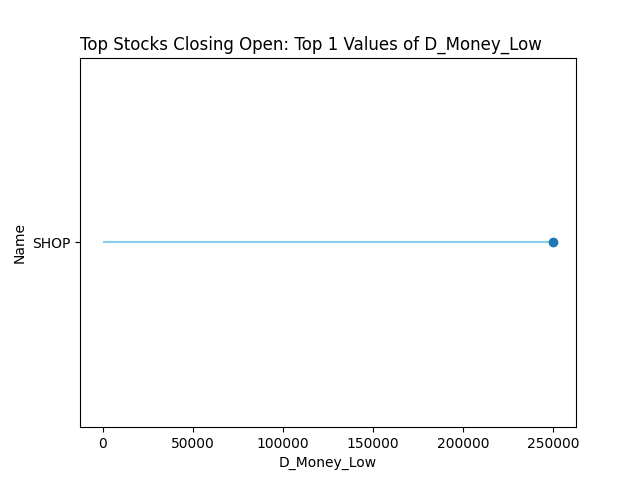 Top Stocks Closing Open: Top 1 Values of D_Money_Low
Name
SHOP
0 50000 100000 150000 200000 250000
D_Money_Low